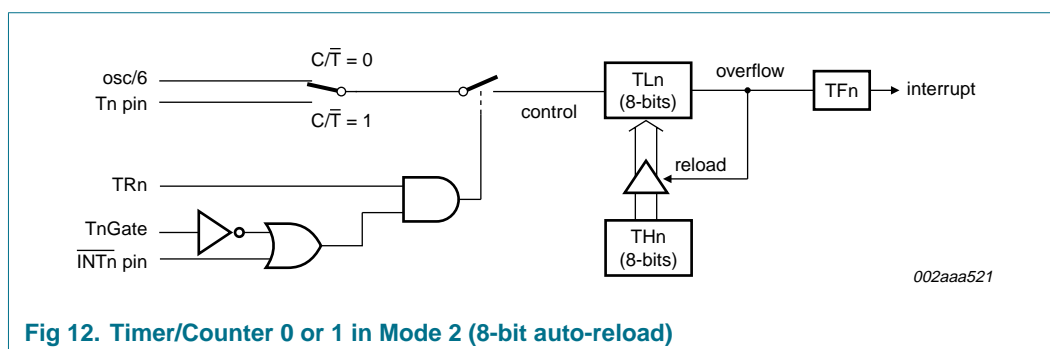 C/T̅ = 0
osc/6
Tn pin
C/T̅ = 1
control
TLn
(8-bits)
overflow
TFn
interrupt
reload
TRn
TnGate
I̅N̅T̅n̅ pin
THn
(8-bits)
002aaa521
Fig 12. Timer/Counter 0 or 1 in Mode 2 (8-bit auto-reload)